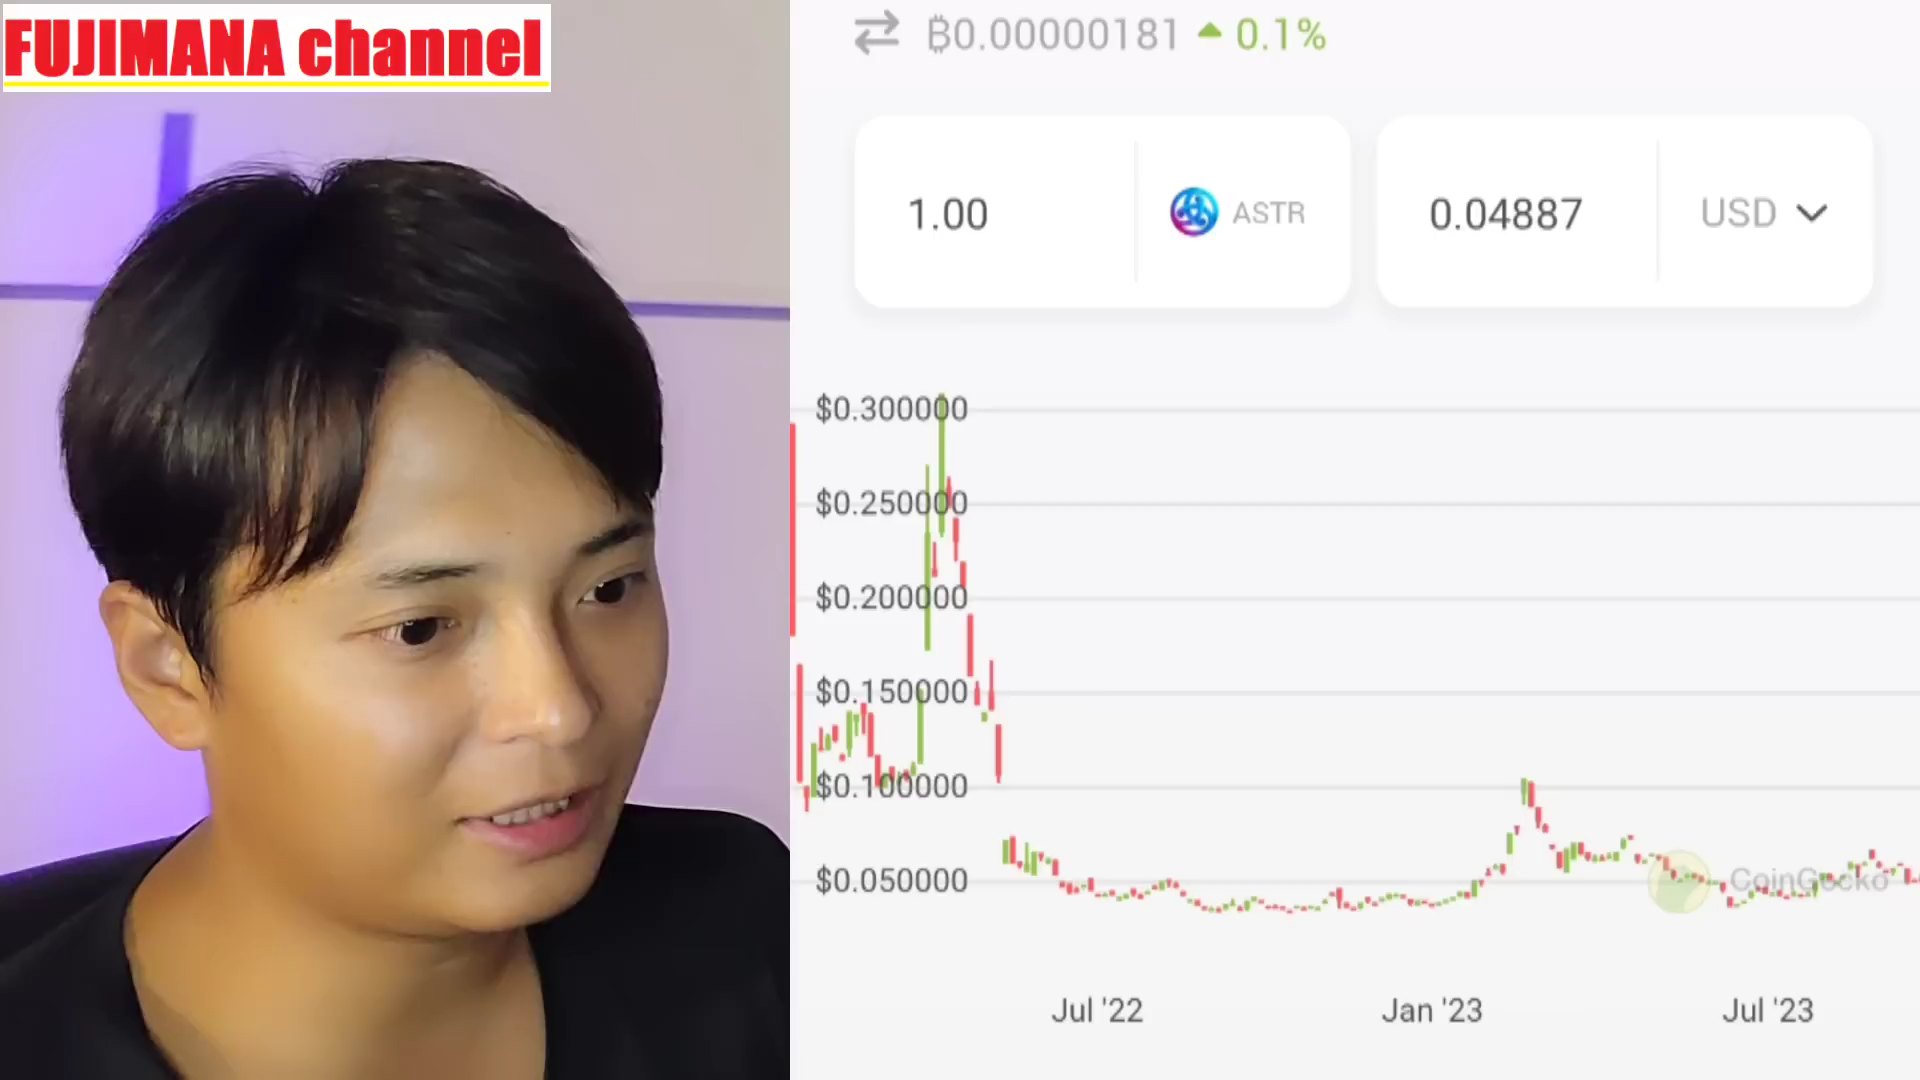 FUJIMANA channel
₿0.00000181 ▲ 0.1%
1.00 ASTR 0.04887 USD
$0.300000
$0.250000
$0.200000
$0.150000
$0.100000
$0.050000
CoinGecko
Jul '22 Jan '23 Jul '23